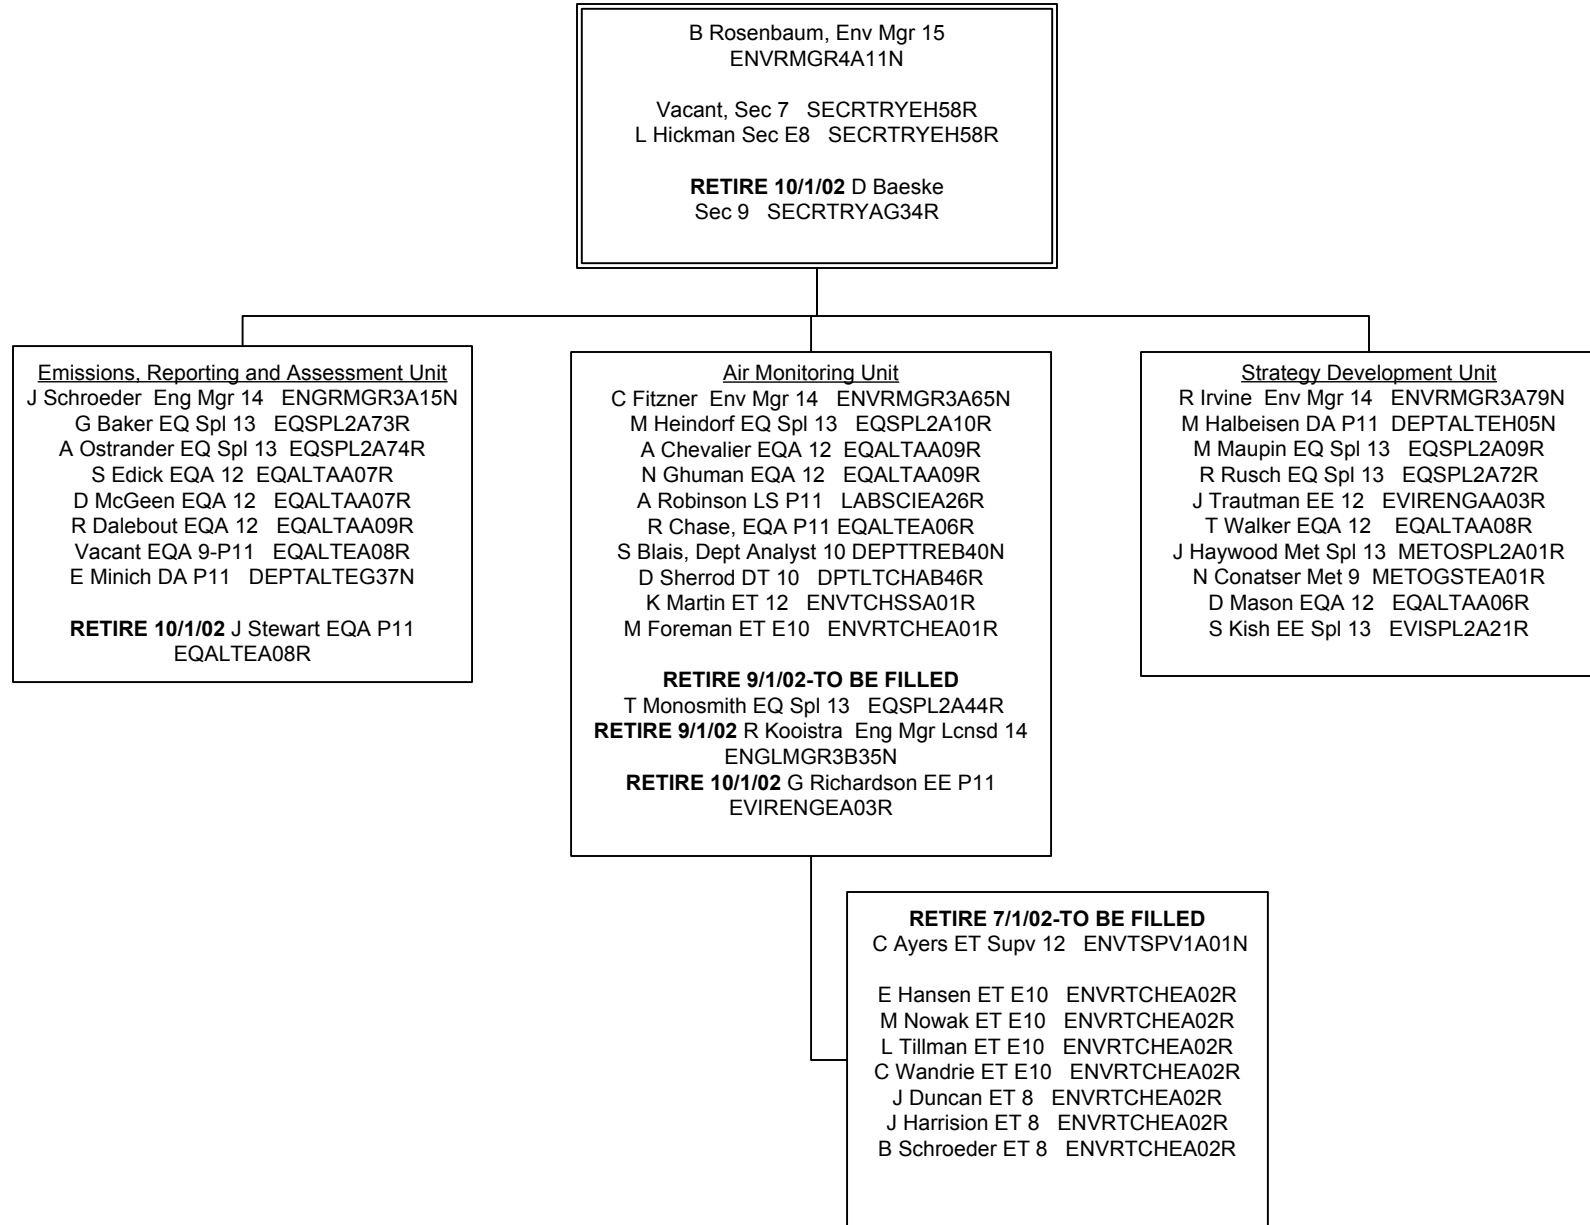 B Rosenbaum, Env Mgr 15
ENVRMGR4A11N
Vacant, Sec 7 SECRTRYEH58R
L Hickman Sec E8 SECRTRYEH58R
RETIRE 10/1/02 D Baeske
Sec 9 SECRTRYAG34R
Emissions, Reporting and Assessment Unit
J Schroeder Eng Mgr 14 ENGRMGR3A15N
G Baker EQ Spl 13 EQSPL2A73R
A Ostrander EQ Spl 13 EQSPL2A74R
S Edick EQA 12 EQALTAA07R
D McGeen EQA 12 EQALTAA07R
R Dalebout EQA 12 EQALTAA09R
Vacant EQA 9-P11 EQALTEA08R
E Minich DA P11 DEPTALTEG37N
RETIRE 10/1/02 J Stewart EQA P11
EQALTEA08R
Air Monitoring Unit
C Fitzner Env Mgr 14 ENVRMGR3A65N
M Heindorf EQ Spl 13 EQSPL2A10R
A Chevalier EQA 12 EQALTAA09R
N Ghuman EQA 12 EQALTAA09R
A Robinson LS P11 LABSCIEA26R
R Chase, EQA P11 EQALTEA06R
S Blais, Dept Analyst 10 DEPTTREB40N
D Sherrod DT 10 DPTLTCHAB46R
K Martin ET 12 ENVTCHSSA01R
M Foreman ET E10 ENVRTCHEA01R
RETIRE 9/1/02-TO BE FILLED
T Monosmith EQ Spl 13 EQSPL2A44R
RETIRE 9/1/02 R Kooistra Eng Mgr Lcnsd 14
ENGLMGR3B35N
RETIRE 10/1/02 G Richardson EE P11
EVIRENGEA03R
Strategy Development Unit
R Irvine Env Mgr 14 ENVRMGR3A79N
M Halbeisen DA P11 DEPTALTEH05N
M Maupin EQ Spl 13 EQSPL2A09R
R Rusch EQ Spl 13 EQSPL2A72R
J Trautman EE 12 EVIRENGAA03R
T Walker EQA 12 EQALTAA08R
J Haywood Met Spl 13 METOSPL2A01R
N Conatser Met 9 METOGSTEA01R
D Mason EQA 12 EQALTAA06R
S Kish EE Spl 13 EVISPL2A21R
RETIRE 7/1/02-TO BE FILLED
C Ayers ET Supv 12 ENVTSPV1A01N
E Hansen ET E10 ENVRTCHEA02R
M Nowak ET E10 ENVRTCHEA02R
L Tillman ET E10 ENVRTCHEA02R
C Wandrie ET E10 ENVRTCHEA02R
J Duncan ET 8 ENVRTCHEA02R
J Harrision ET 8 ENVRTCHEA02R
B Schroeder ET 8 ENVRTCHEA02R